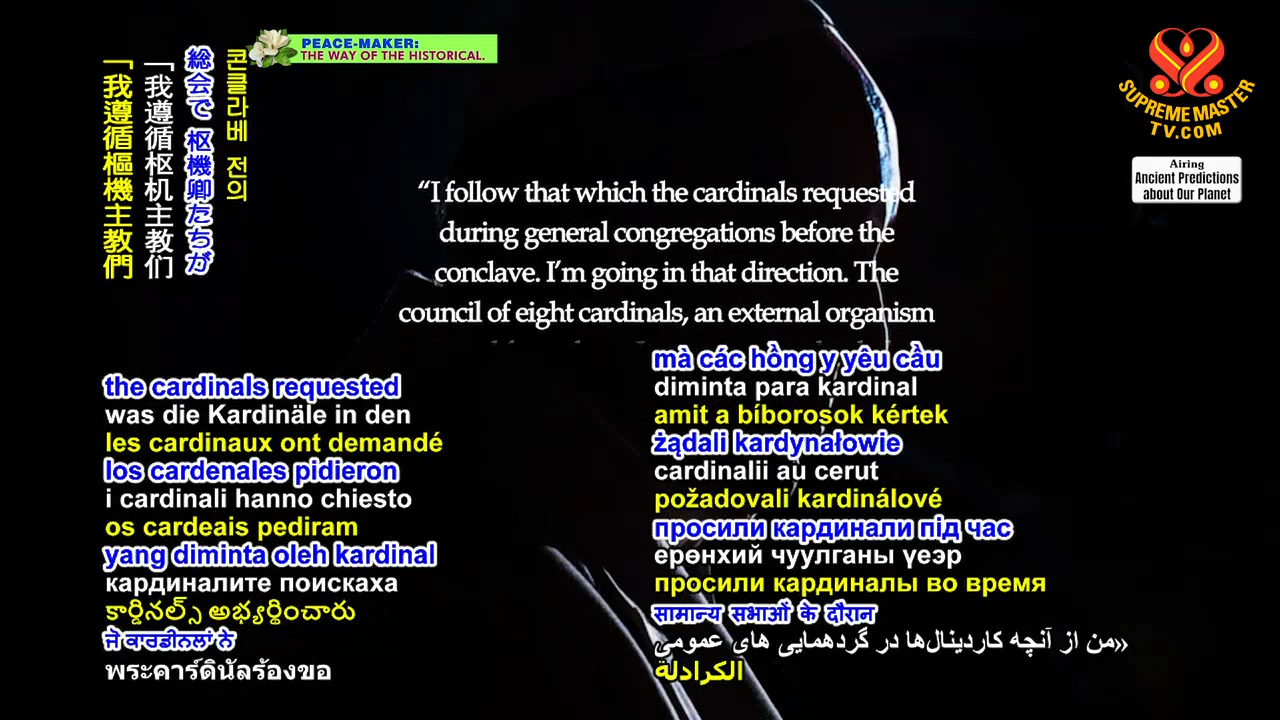 PEACE-MAKER:
THE WAY OF THE HISTORICAL.
SUPREME MASTER
TV.COM
Airing
Ancient Predictions
about Our Planet
콘클라베 전의
総会で 枢機卿たちが
「我遵循枢机主教们
「我遵循樞機主教們
“I follow that which the cardinals requested
during general congregations before the
conclave. I’m going in that direction. The
council of eight cardinals, an external organism
the cardinals requested
was die Kardinäle in den
les cardinaux ont demandé
los cardenales pidieron
i cardinali hanno chiesto
os cardeais pediram
yang diminta oleh kardinal
кардиналите поискаха
కార్డినల్స్ అభ్యర్థించారు
ਜੋ ਕਾਰਡੀਨਲਾਂ ਨੇ
พระคาร์ดินัลร้องขอ
mà các hồng y yêu cầu
diminta para kardinal
amit a bíborosok kértek
żądali kardynałowie
cardinalii au cerut
požadovali kardinálové
просили кардинали під час
ерөнхий чуулганы үеэр
просили кардиналы во время
सामान्य सभाओं के दौरान
«من از آنچه کاردینال‌ها در گردهمایی های عمومی
الكرادلة